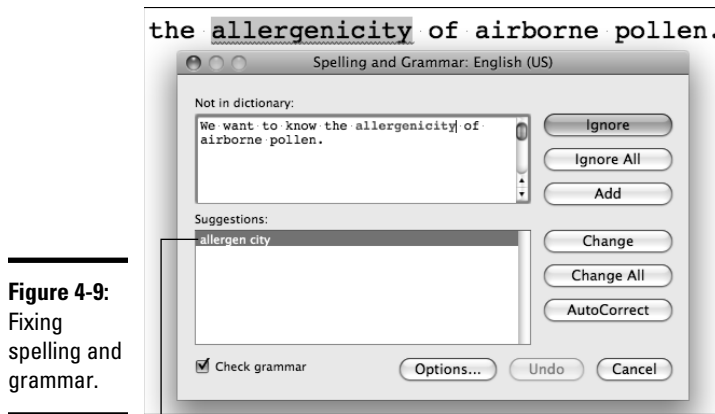 the allergenicity of airborne pollen.
Spelling and Grammar: English (US)
Not in dictionary:
We want to know the allergenicity of
airborne pollen.
Ignore
Ignore All
Add
Suggestions:
allergen city
Change
Change All
AutoCorrect
Check grammar
Options...
Undo
Cancel
Figure 4-9:
Fixing
spelling and
grammar.